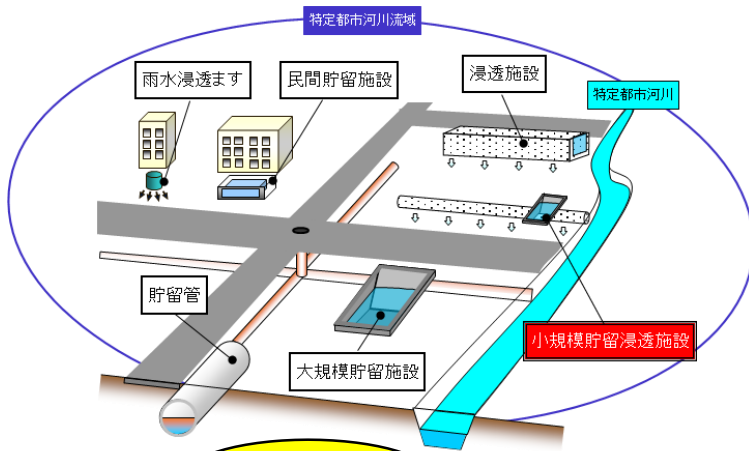 特定都市河川流域
雨水浸透ます
民間貯留施設
浸透施設
特定都市河川
貯留管
大規模貯留施設
小規模貯留浸透施設